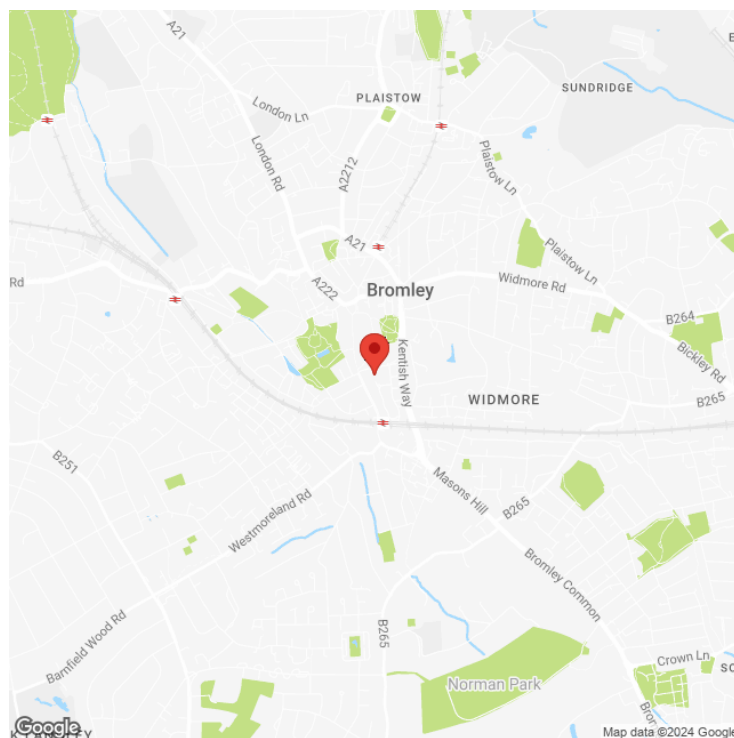 A21
PLAISTOW
SUNDRIDGE
London Ln
London Rd
A2212
Plaistow Ln
A21
Plaistow Ln
Rd
A222
Bromley
Widmore Rd
B264
Bickley Rd
Kentish Way
WIDMORE
B265
B251
Masons Hill
B265
Westmoreland Rd
Bromley Common
Barnfield Wood Rd
B265
Crown Ln
Norman Park
Google
Map data ©2024 Google